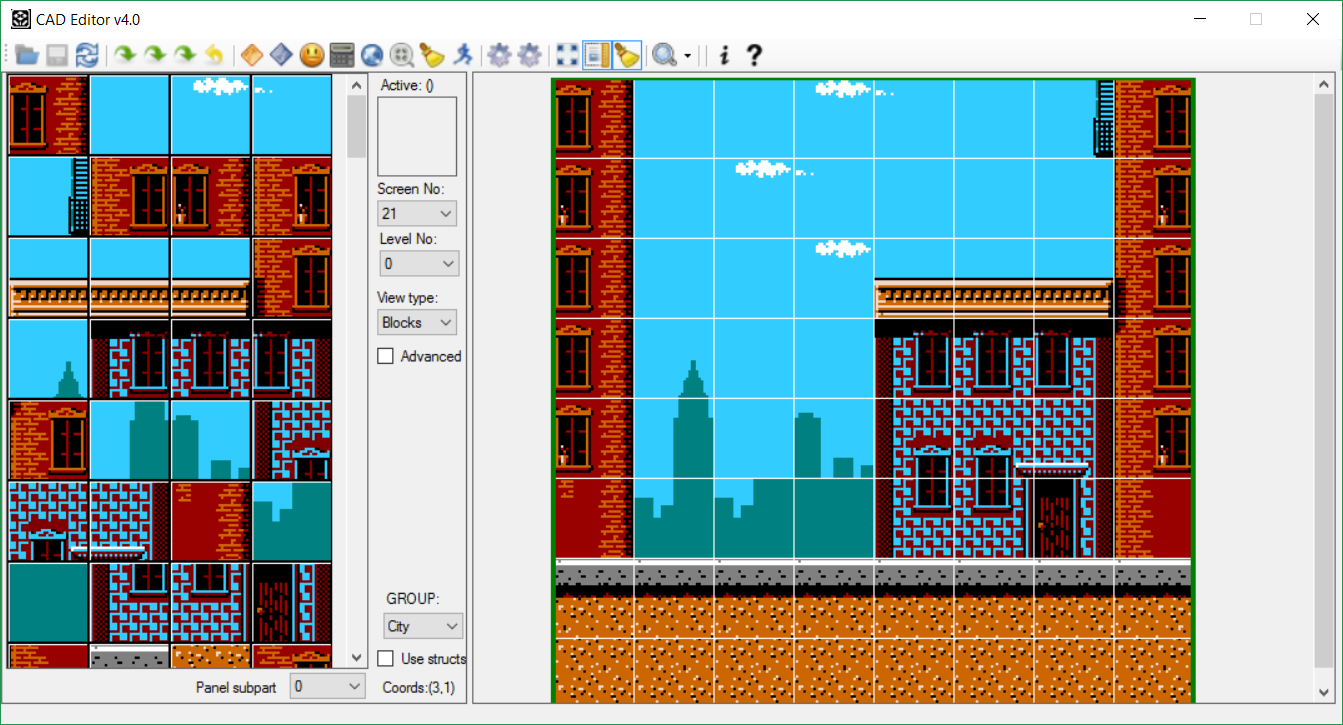 CAD Editor v4.0
Active: ()
Screen No:
21
Level No:
0
View type:
Blocks
Advanced
GROUP:
City
Use structs
Panel subpart
0
Coords:(3,1)